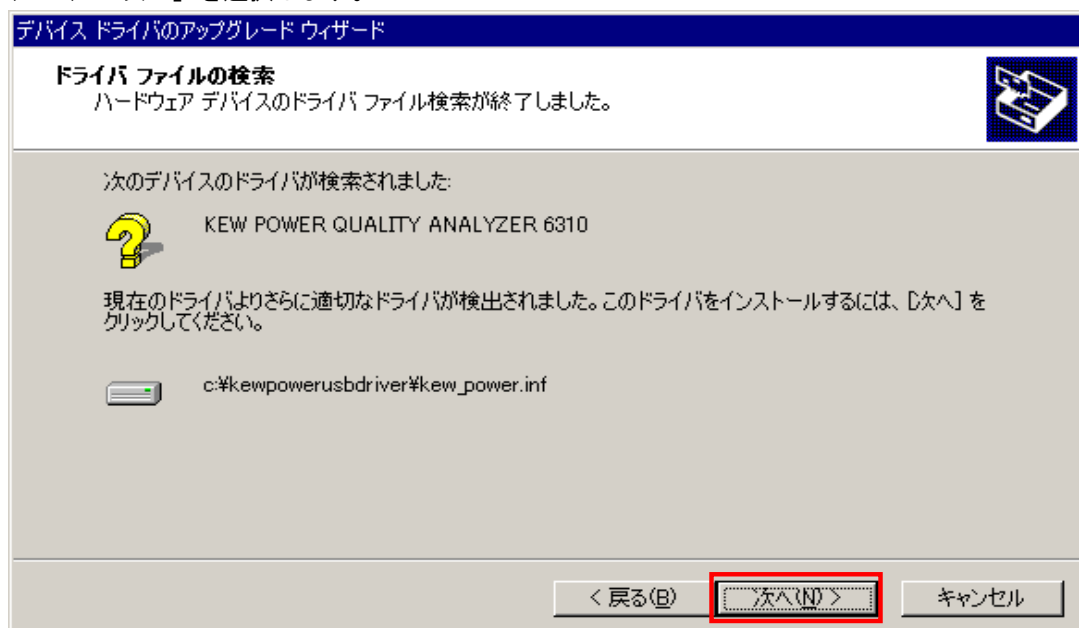 デバイス ドライバのアップグレード ウィザード
ドライバ ファイルの検索
ハードウェア デバイスのドライバ ファイル検索が終了しました。
次のデバイスのドライバが検索されました:
KEW POWER QUALITY ANALYZER 6310
現在のドライバよりさらに適切なドライバが検出されました。このドライバをインストールするには、[次へ] を
クリックしてください。
c:¥kewpowerusbdriver¥kew_power.inf
< 戻る(B) 次へ(N) > キャンセル